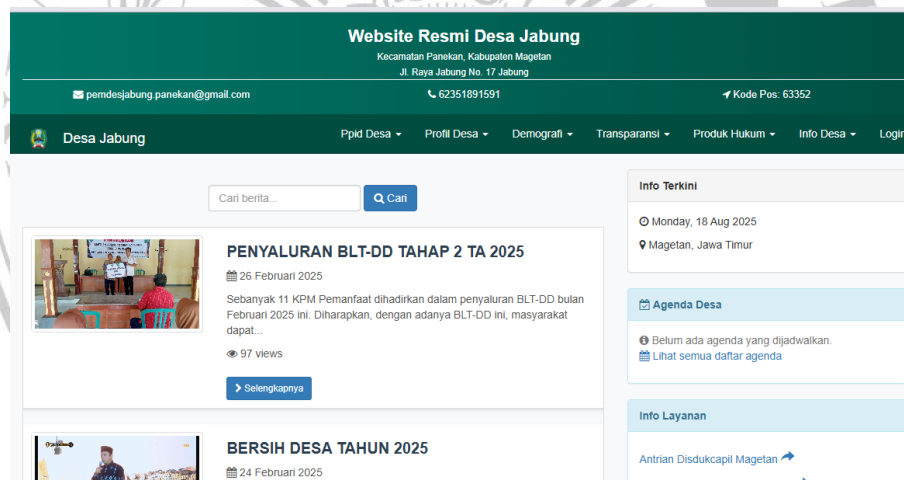 Website Resmi Desa Jabung
Kecamatan Panekan, Kabupaten Magetan
Jl. Raya Jabung No. 17 Jabung
pemdesjabung.panekan@gmail.com
62351891591
Kode Pos: 63352
Desa Jabung
Ppid Desa
Profil Desa
Demografi
Transparansi
Produk Hukum
Info Desa
Login
Cari berita...
Cari
PENYALURAN BLT-DD TAHAP 2 TA 2025
26 Februari 2025
Sebanyak 11 KPM Pemanfaat dihadirkan dalam penyaluran BLT-DD bulan
Februari 2025 ini. Diharapkan, dengan adanya BLT-DD ini, masyarakat
dapat...
97 views
Selengkapnya
BERSIH DESA TAHUN 2025
24 Februari 2025
Info Terkini
Monday, 18 Aug 2025
Magetan, Jawa Timur
Agenda Desa
Belum ada agenda yang dijadwalkan.
Lihat semua daftar agenda
Info Layanan
Antrian Disdukcapil Magetan